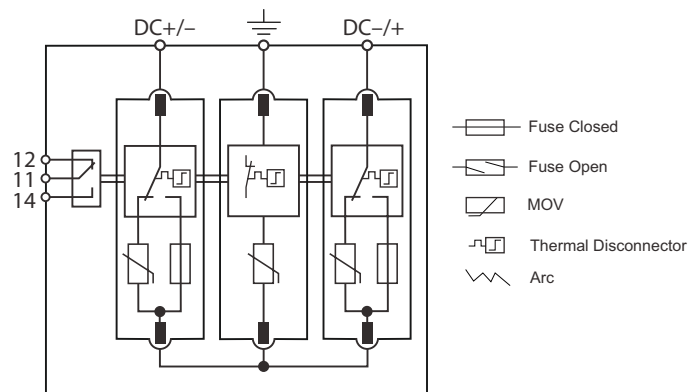 DC+/–
DC–/+
12
11
14
Fuse Closed
Fuse Open
MOV
Thermal Disconnector
Arc